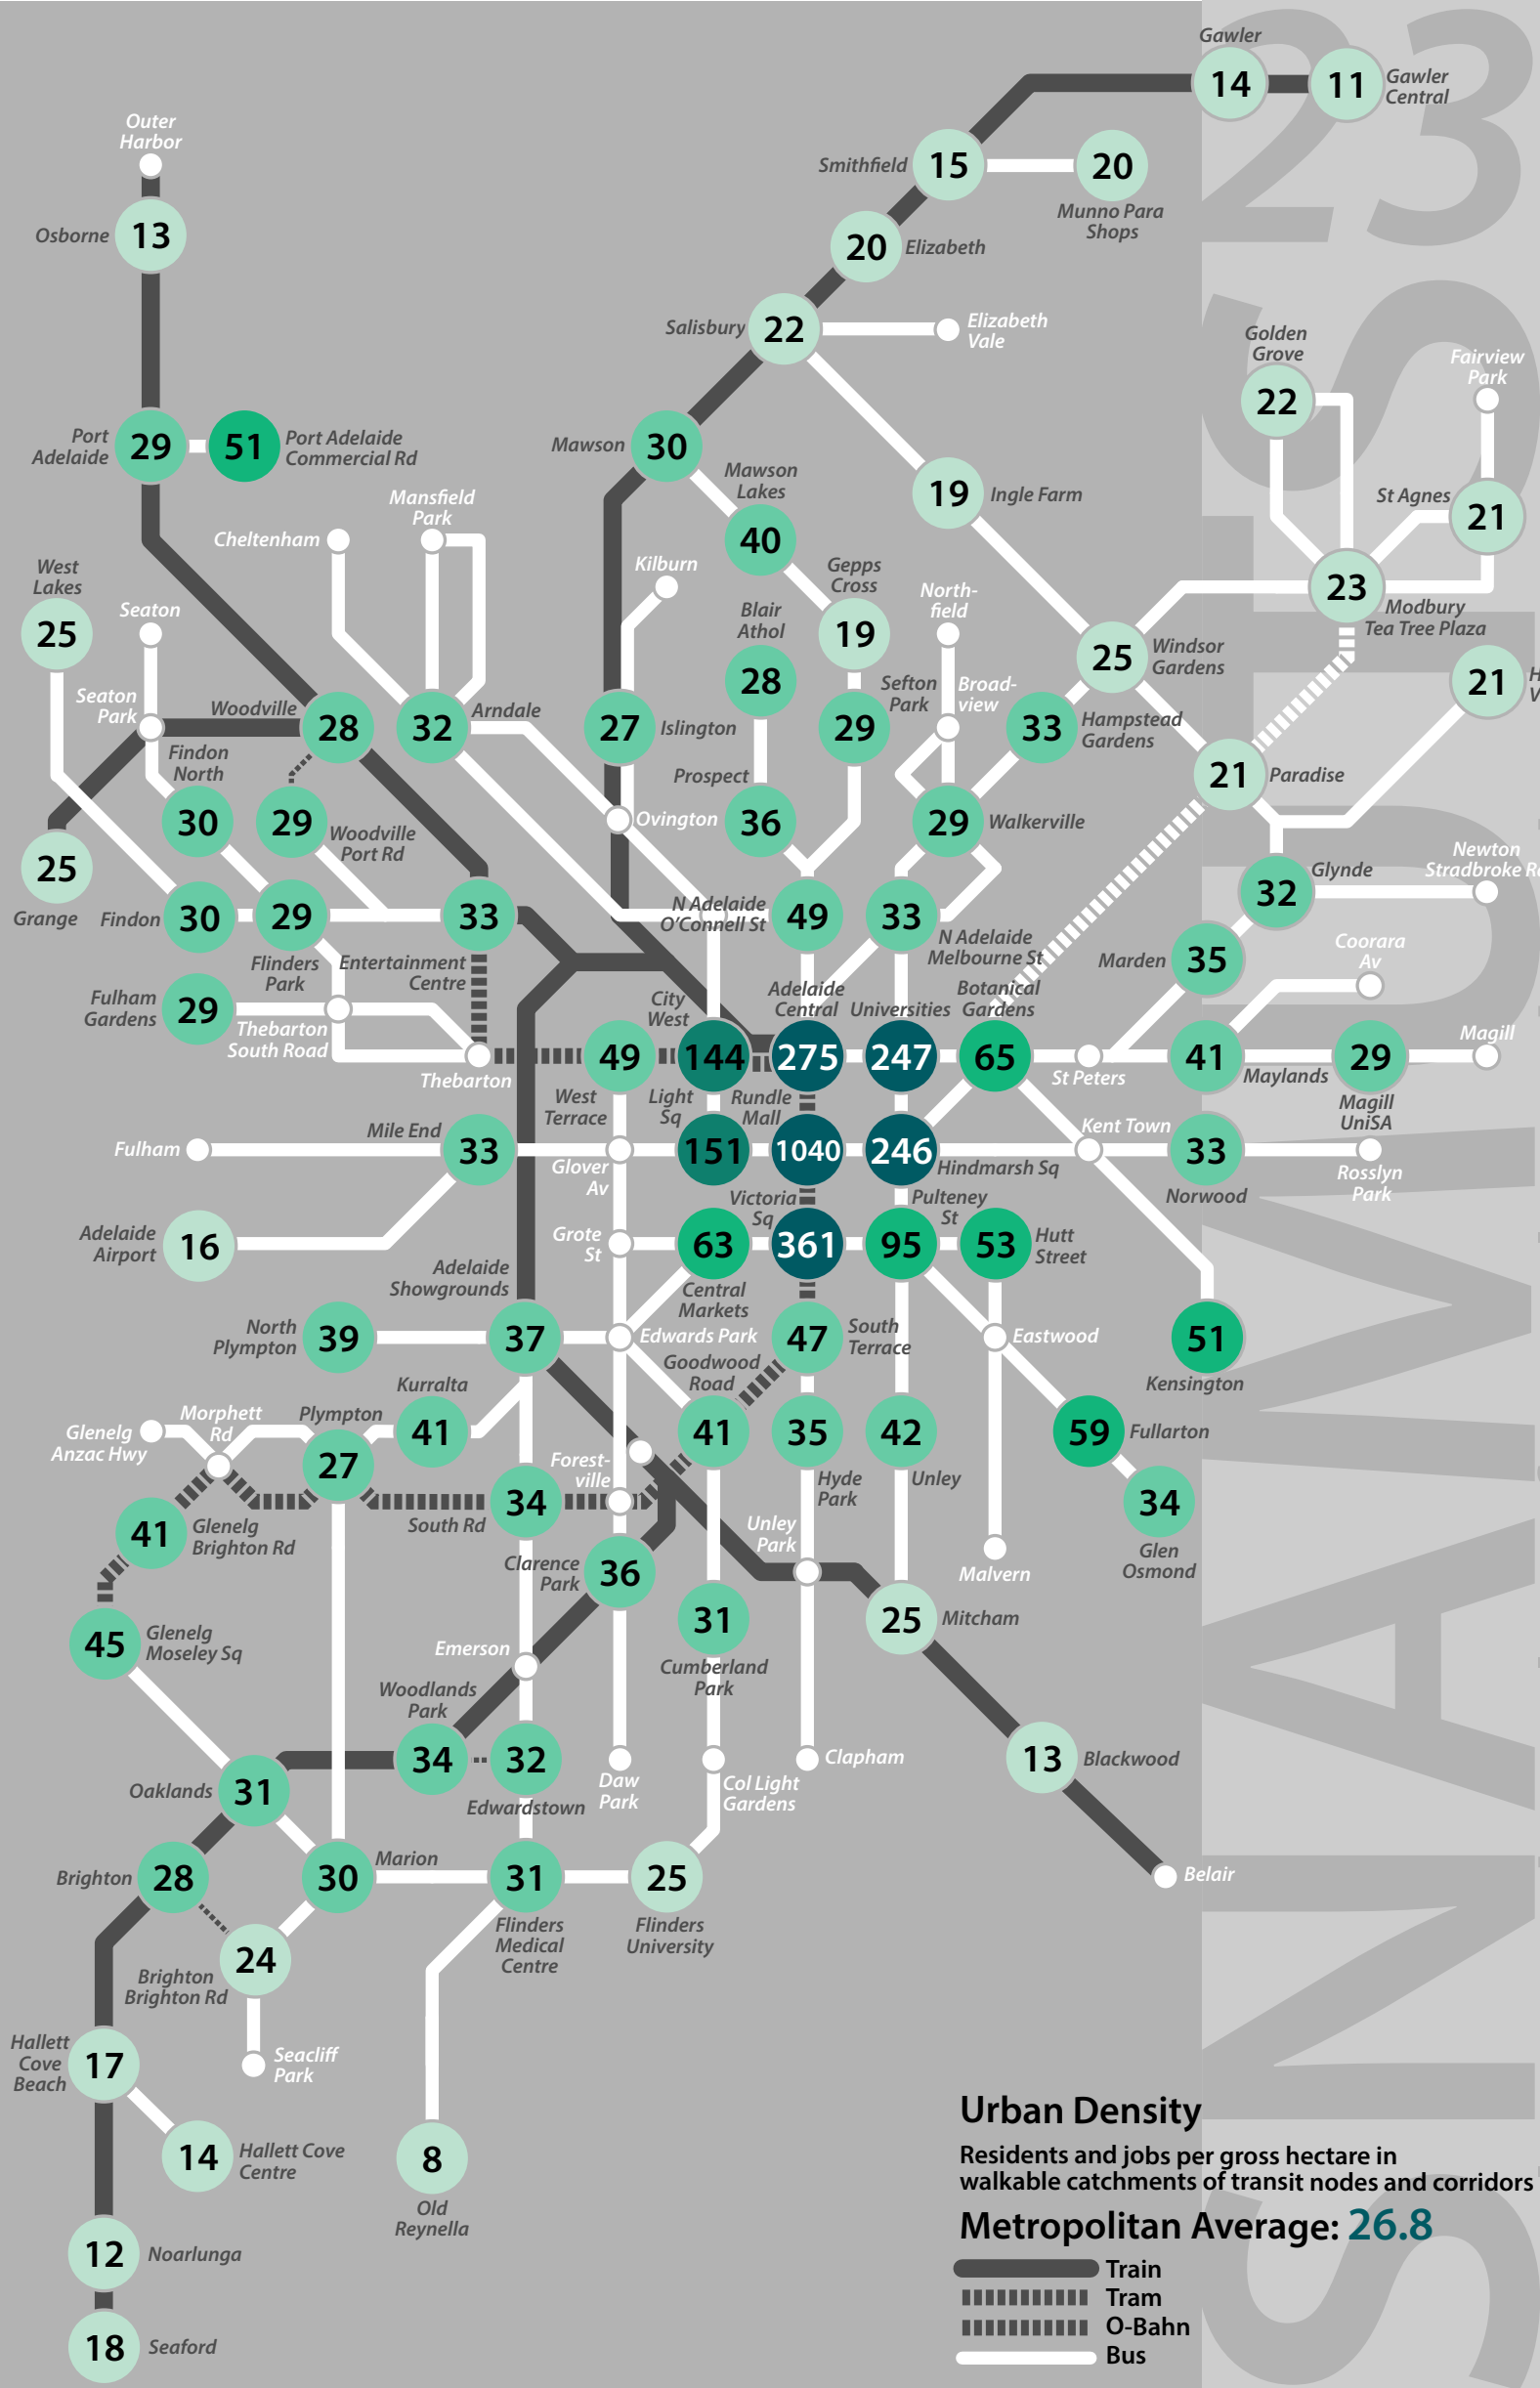 Gawler
14
11
Gawler
Central
Outer
Harbor
Smithfield
15
20
Munno Para
Shops
Osborne
13
20
Elizabeth
Salisbury
22
Elizabeth
Vale
Golden
Grove
22
Fairview
Park
Port
Adelaide
29
51
Port Adelaide
Commercial Rd
Mawson
30
Mawson
Lakes
40
19
Ingle Farm
St Agnes
21
Mansfield
Park
Cheltenham
Kilburn
Gepps
Cross
19
North-
field
23
Modbury
Tea Tree Plaza
West
Lakes
25
Seaton
Blair
Athol
28
25
Windsor
Gardens
21
Seaton
Park
Woodville
28
32
Arndale
27
Islington
Sefton
Park
29
Broad-
view
33
Hampstead
Gardens
Findon
North
30
29
Woodville
Port Rd
Ovington
Prospect
36
29
Walkerville
21
Paradise
25
Grange
Findon
30
29
Flinders
Park
33
Entertainment
Centre
N Adelaide
O'Connell St
49
33
N Adelaide
Melbourne St
32
Glynde
Newton
Marden
35
Coorara
Av
Fulham
Gardens
29
Thebarton
South Road
Thebarton
49
West
Terrace
City
West
144
Adelaide
Central
275
Universities
247
Botanical
Gardens
65
St Peters
41
Maylands
29
Magill
UniSA
Magill
Light
Sq
Rundle
Mall
Fulham
Mile End
33
Glover
Av
151
1040
246
Hindmarsh Sq
Kent Town
33
Norwood
Rosslyn
Park
Adelaide
Airport
16
Grote
St
63
Central
Markets
Victoria
Sq
361
Pulteney
St
95
53
Hutt
Street
Adelaide
Showgrounds
North
Plympton
39
37
Edwards Park
47
South
Terrace
Eastwood
51
Kensington
Goodwood
Road
41
35
Hyde
Park
42
Unley
59
Fullarton
Glenelg
Anzac Hwy
Morphett
Rd
Plympton
27
Kurralta
41
Forest-
ville
34
South Rd
34
Glen
Osmond
41
Glenelg
Brighton Rd
Clarence
Park
36
Unley
Park
Malvern
45
Glenelg
Moseley Sq
31
Cumberland
Park
25
Mitcham
Emerson
Woodlands
Park
34
32
Edwardstown
Daw
Park
Col Light
Gardens
Clapham
13
Blackwood
Oaklands
31
Brighton
28
30
Marion
31
Flinders
Medical
Centre
25
Flinders
University
Belair
24
Brighton
Brighton Rd
Hallett
Cove
Beach
17
Seacliff
Park
14
Hallett Cove
Centre
8
Old
Reynella
12
Noarlunga
18
Seaford
Urban Density
Residents and jobs per gross hectare in
walkable catchments of transit nodes and corridors
Metropolitan Average: 26.8
Train
Tram
O-Bahn
Bus
SNAMUTS 23